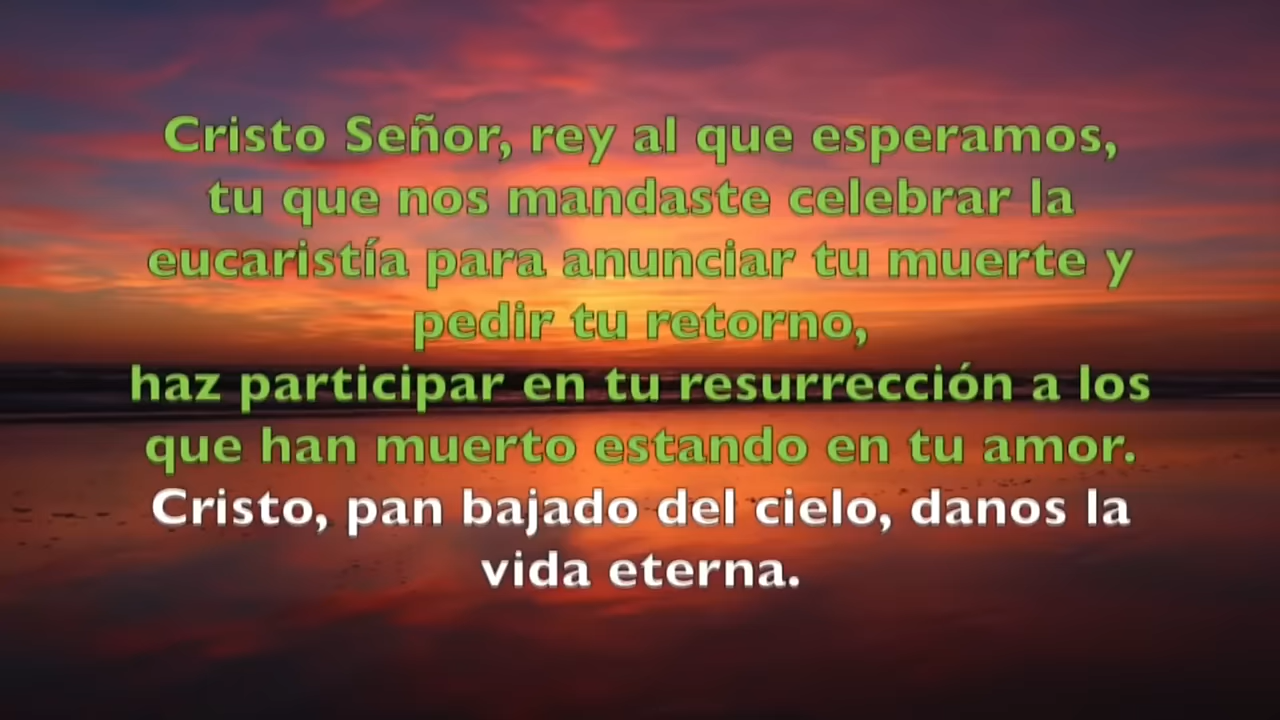 Cristo Señor, rey al que esperamos,
tu que nos mandaste celebrar la
eucaristía para anunciar tu muerte y
pedir tu retorno,
haz participar en tu resurrección a los
que han muerto estando en tu amor.
Cristo, pan bajado del cielo, danos la
vida eterna.